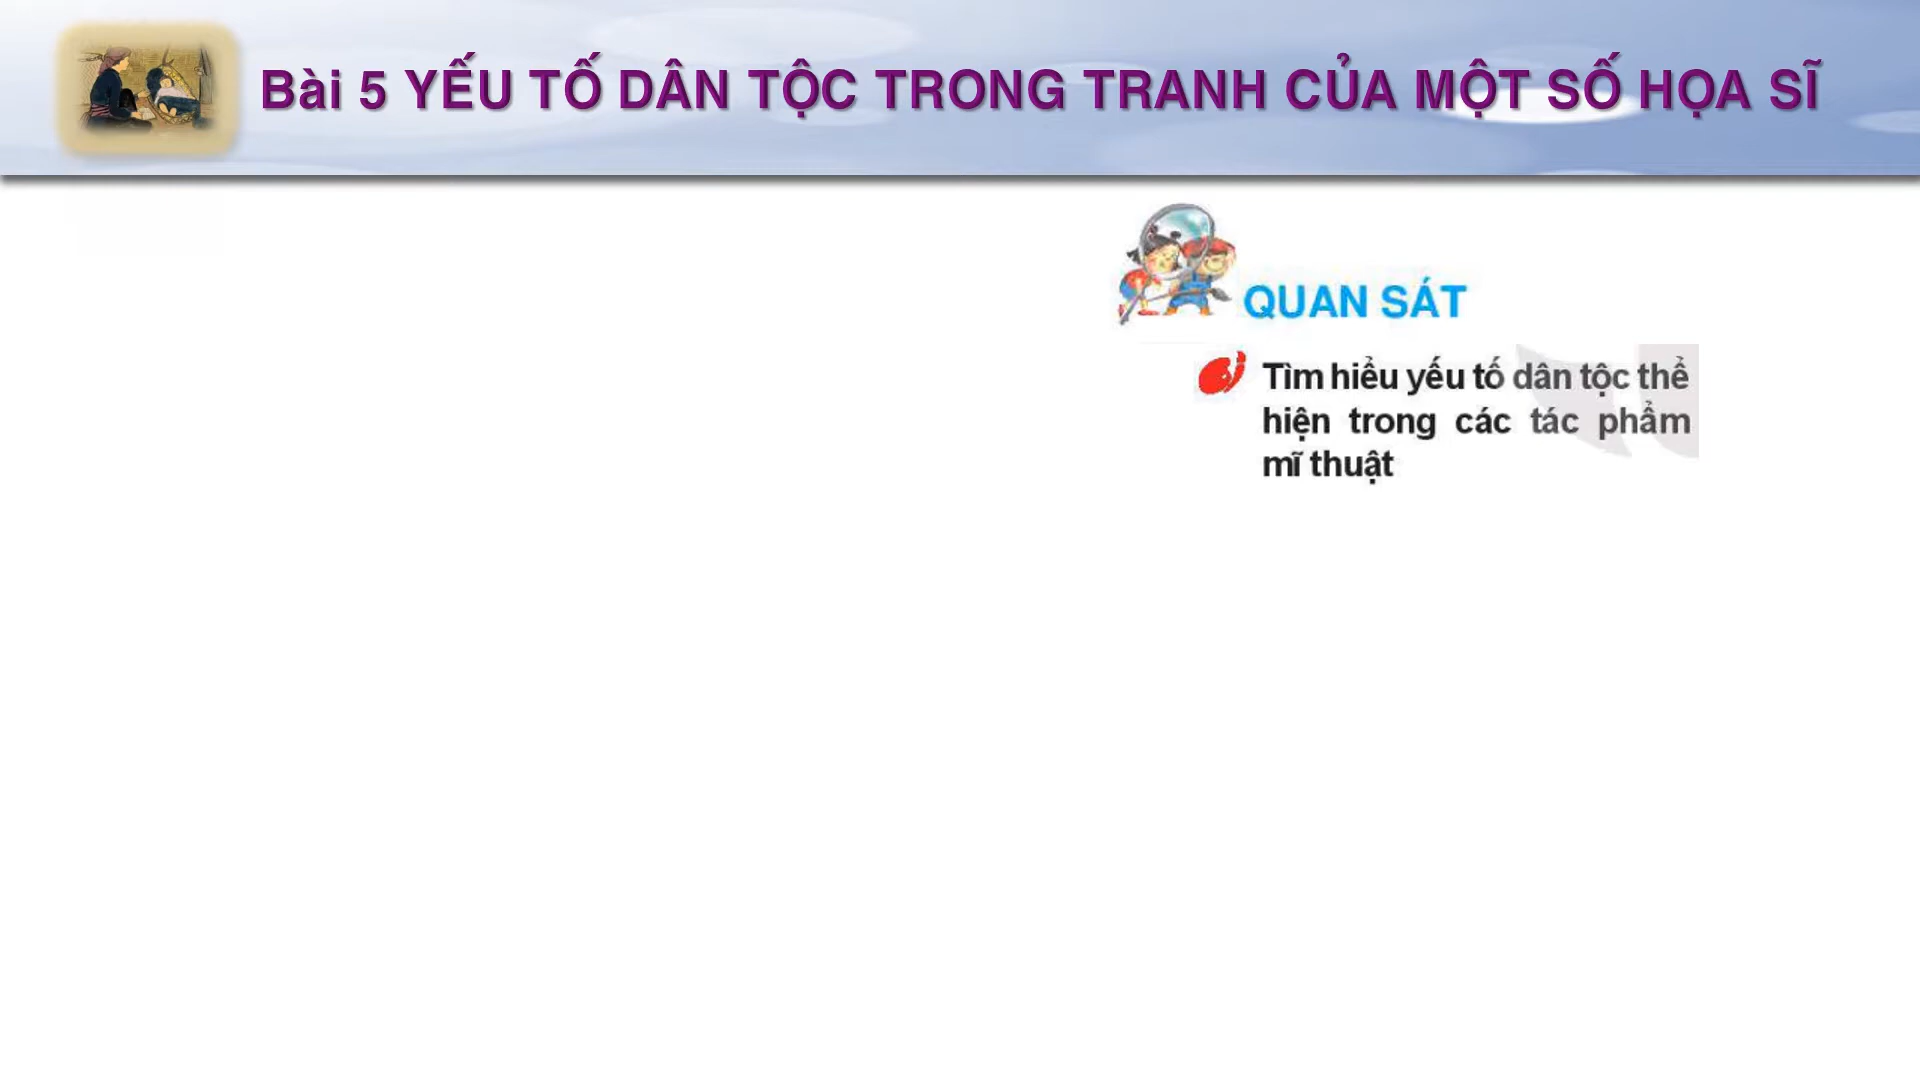 Bài 5 YẾU TỐ DÂN TỘC TRONG TRANH CỦA MỘT SỐ HỌA SĨ
QUAN SÁT
Tìm hiểu yếu tố dân tộc thể
hiện trong các tác phẩm
mĩ thuật